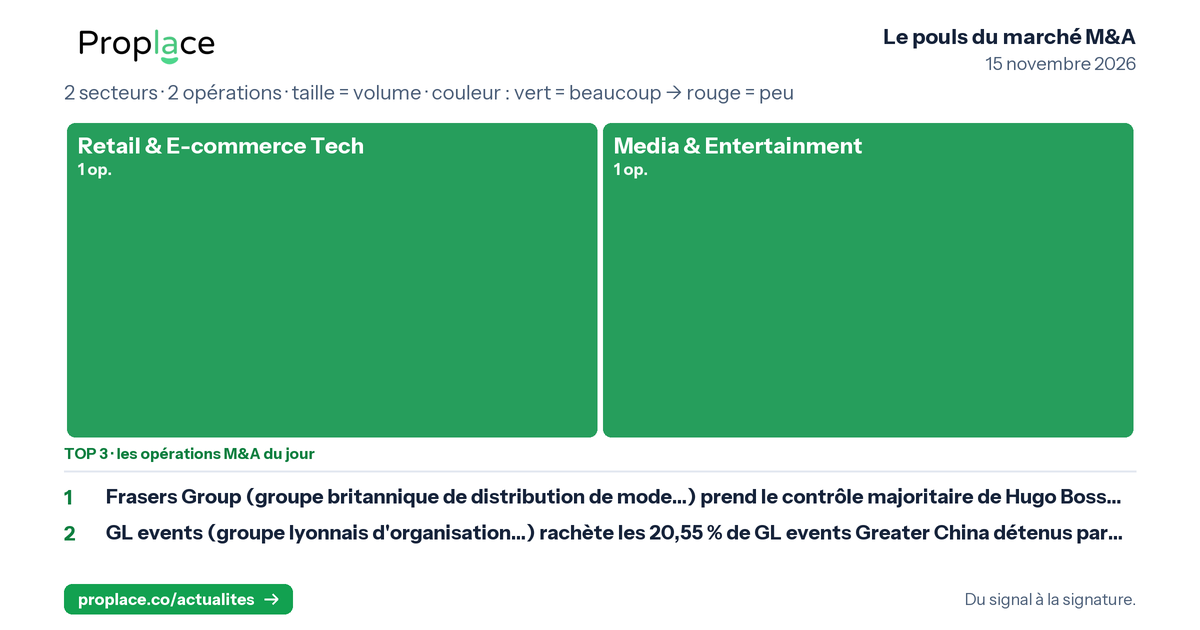 Proplace
Le pouls du marché M&A
15 novembre 2026
2 secteurs · 2 opérations · taille = volume · couleur : vert = beaucoup → rouge = peu
Retail & E-commerce Tech
1 op.
Media & Entertainment
1 op.
TOP 3 · les opérations M&A du jour
1 Frasers Group (groupe britannique de distribution de mode...) prend le contrôle majoritaire de Hugo Boss...
2 GL events (groupe lyonnais d'organisation...) rachète les 20,55 % de GL events Greater China détenus par...
proplace.co/actualites →
Du signal à la signature.